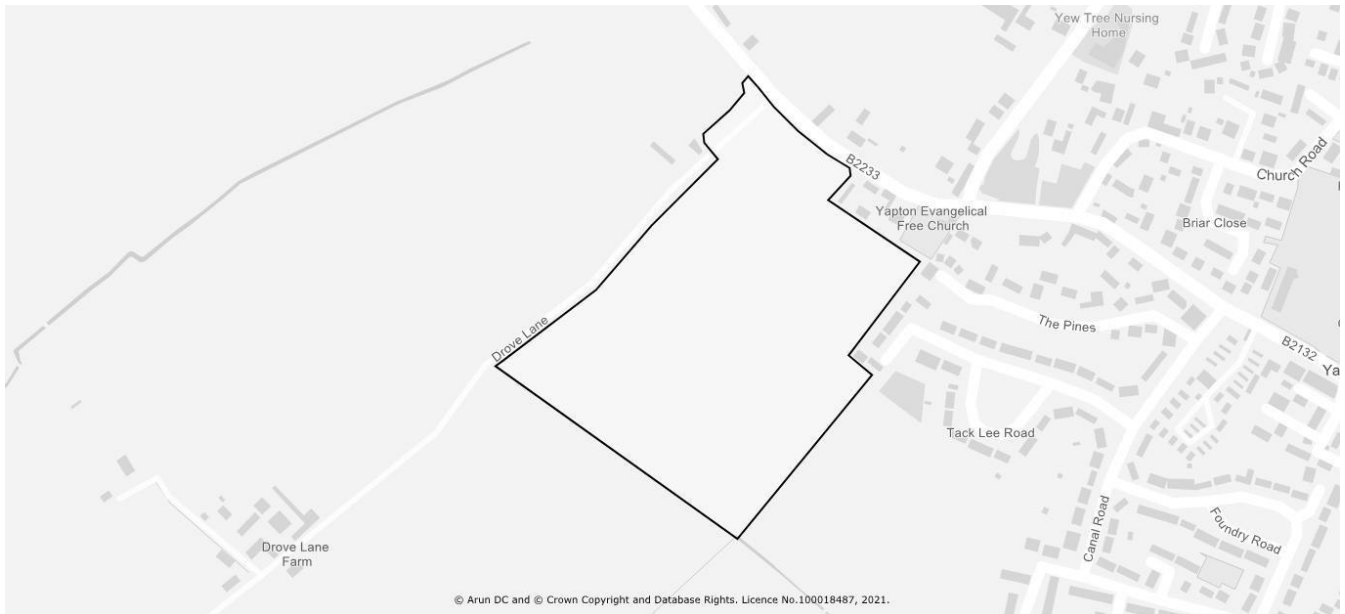 Yew Tree Nursing
Home
B2233
Church Road
Yapton Evangelical
Free Church
Briar Close
Drove Lane
The Pines
B2132
Ya
Tack Lee Road
Canal Road
Foundry Road
Drove Lane
Farm
© Arun DC and © Crown Copyright and Database Rights. Licence No.100018487, 2021.